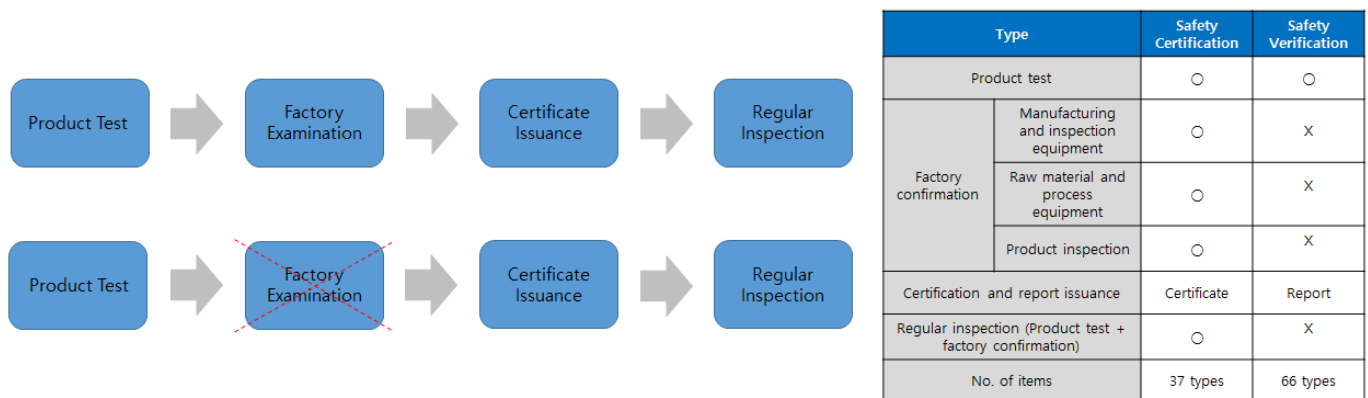 Product Test
Factory
Examination
Certificate
Issuance
Regular
Inspection
Product Test
Factory
Examination
Certificate
Issuance
Regular
Inspection
Type
Safety
Certification
Safety
Verification
Product test
○
○
Factory
confirmation
Manufacturing
and inspection
equipment
○
X
Raw material and
process
equipment
○
X
Product inspection
○
X
Certification and report issuance
Certificate
Report
Regular inspection (Product test +
factory confirmation)
○
X
No. of items
37 types
66 types